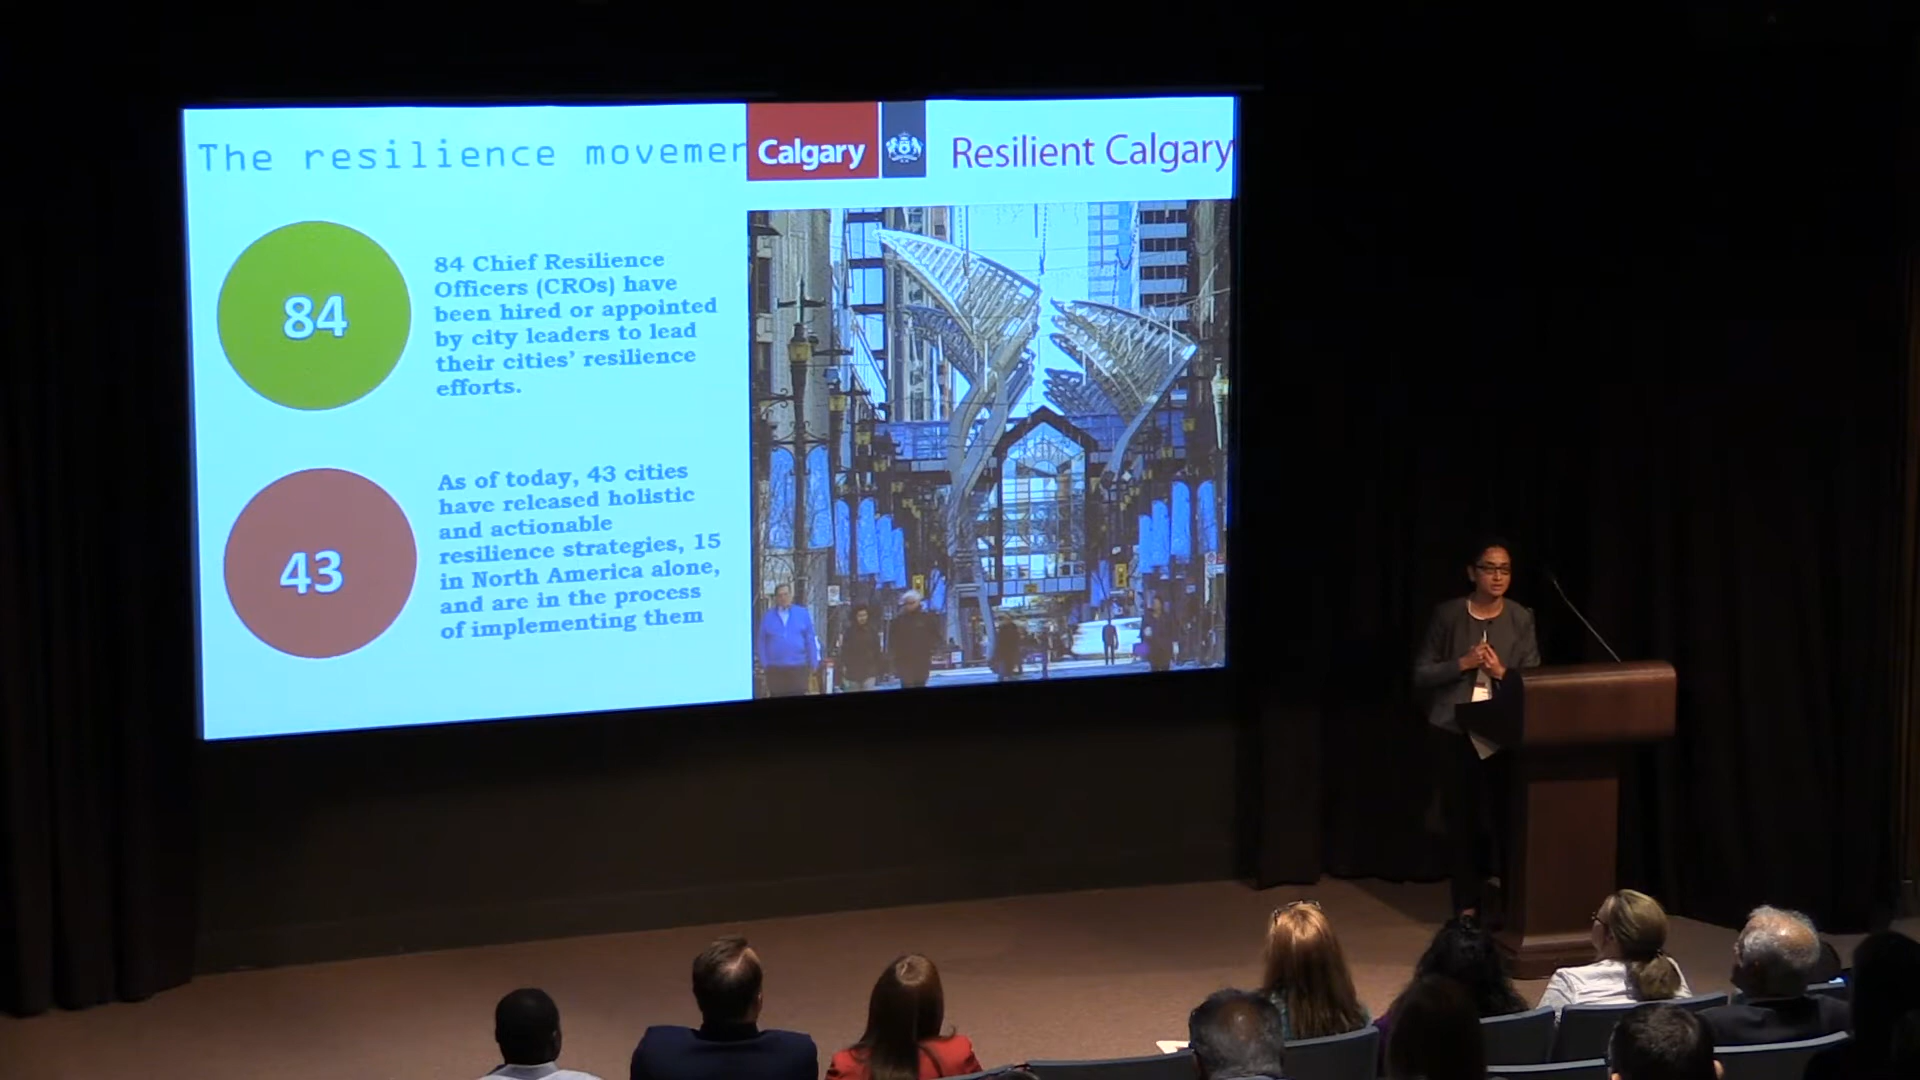 The resilience movemen
Calgary
Resilient Calgary
84
84 Chief Resilience
Officers (CROs) have
been hired or appointed
by city leaders to lead
their cities’ resilience
efforts.
43
As of today, 43 cities
have released holistic
and actionable
resilience strategies, 15
in North America alone,
and are in the process
of implementing them